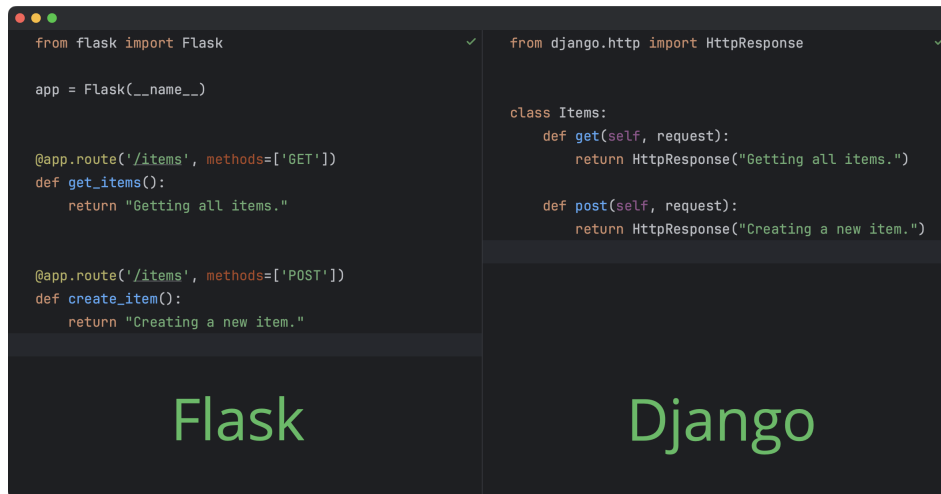 from flask import Flask
app = Flask(__name__)
@app.route('/items', methods=['GET'])
def get_items():
    return "Getting all items."
@app.route('/items', methods=['POST'])
def create_item():
    return "Creating a new item."
Flask
from django.http import HttpResponse
class Items:
    def get(self, request):
        return HttpResponse("Getting all items.")
    def post(self, request):
        return HttpResponse("Creating a new item.")
Django